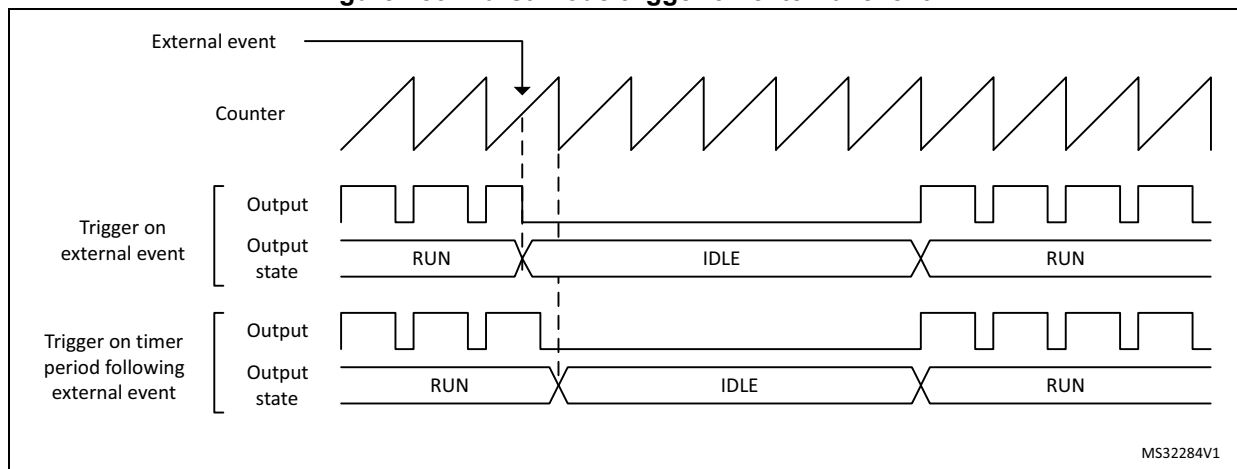 External event
Counter
Trigger on
external event
Output
Output
state
RUN
IDLE
RUN
Trigger on timer
period following
external event
Output
Output
state
RUN
IDLE
RUN
MS32284V1